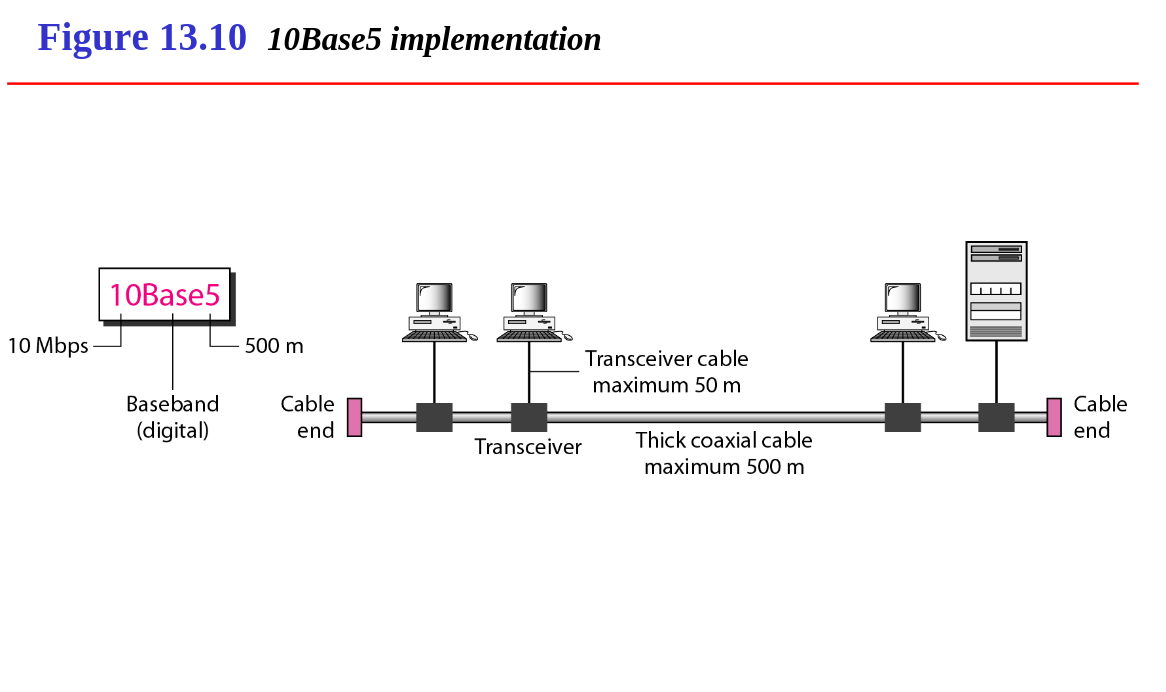 Figure 13.10 10Base5 implementation
10Base5
10 Mbps
500 m
Baseband
(digital)
Cable
end
Transceiver cable
maximum 50 m
Transceiver
Thick coaxial cable
maximum 500 m
Cable
end